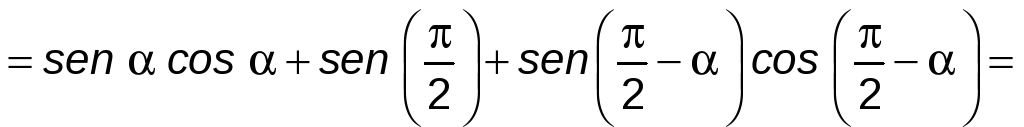 = sen α cos α + sen (π/2) + sen (π/2 − α) cos (π/2 − α) =